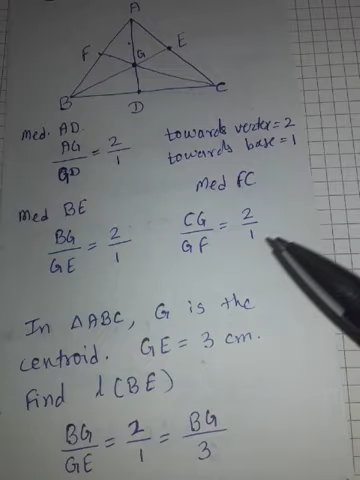 A
F
E
G
B
C
D
Med. AD.
AG/GD = 2/1
towards vertex = 2
towards base = 1
Med BE
BG/GE = 2/1
Med FC
CG/GF = 2/1
In △ABC, G is the
centroid. GE = 3 cm.
Find l(BE)
BG/GE = 2/1 = BG/3